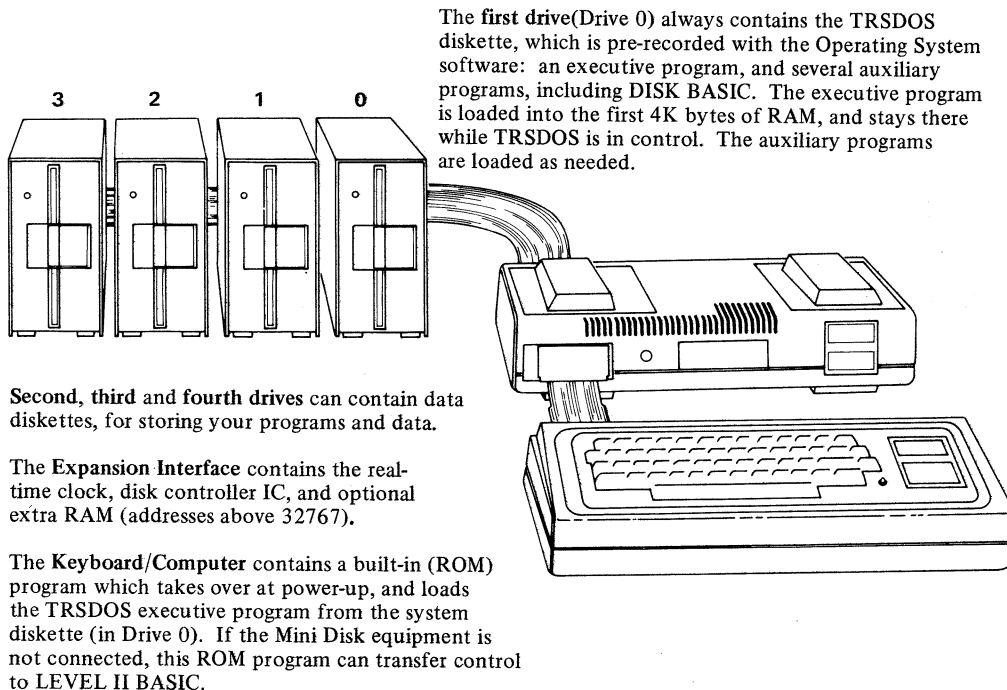 The first drive(Drive 0) always contains the TRSDOS
diskette, which is pre-recorded with the Operating System
software: an executive program, and several auxiliary
programs, including DISK BASIC. The executive program
is loaded into the first 4K bytes of RAM, and stays there
while TRSDOS is in control. The auxiliary programs
are loaded as needed.
3 2 1 0
Second, third and fourth drives can contain data
diskettes, for storing your programs and data.
The Expansion Interface contains the real-
time clock, disk controller IC, and optional
extra RAM (addresses above 32767).
The Keyboard/Computer contains a built-in (ROM)
program which takes over at power-up, and loads
the TRSDOS executive program from the system
diskette (in Drive 0). If the Mini Disk equipment is
not connected, this ROM program can transfer control
to LEVEL II BASIC.